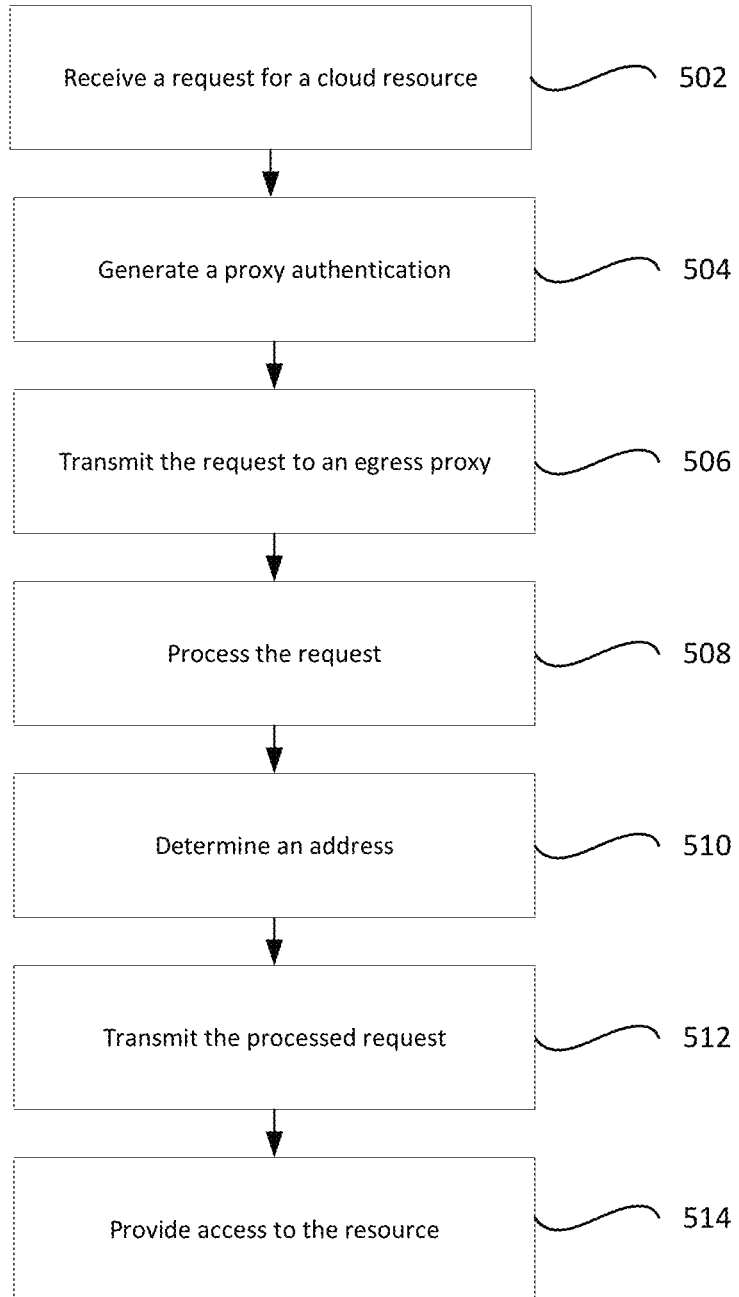 Receive a request for a cloud resource
502
Generate a proxy authentication
504
Transmit the request to an egress proxy
506
Process the request
508
Determine an address
510
Transmit the processed request
512
Provide access to the resource
514